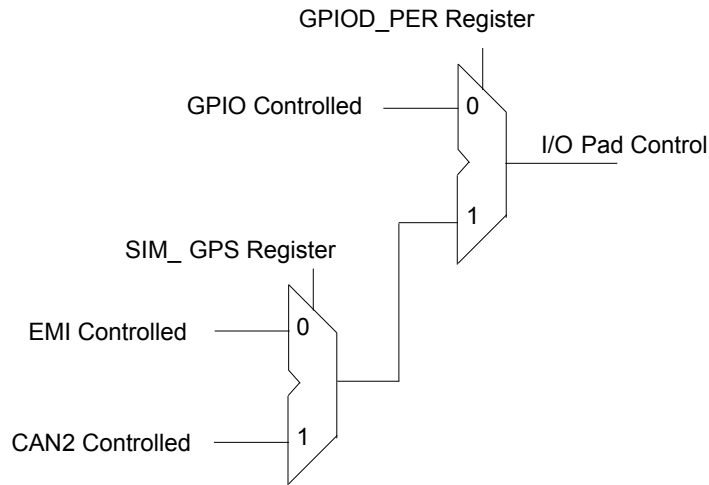 GPIOD_PER Register
GPIO Controlled
0
I/O Pad Control
1
SIM_ GPS Register
EMI Controlled
0
CAN2 Controlled
1